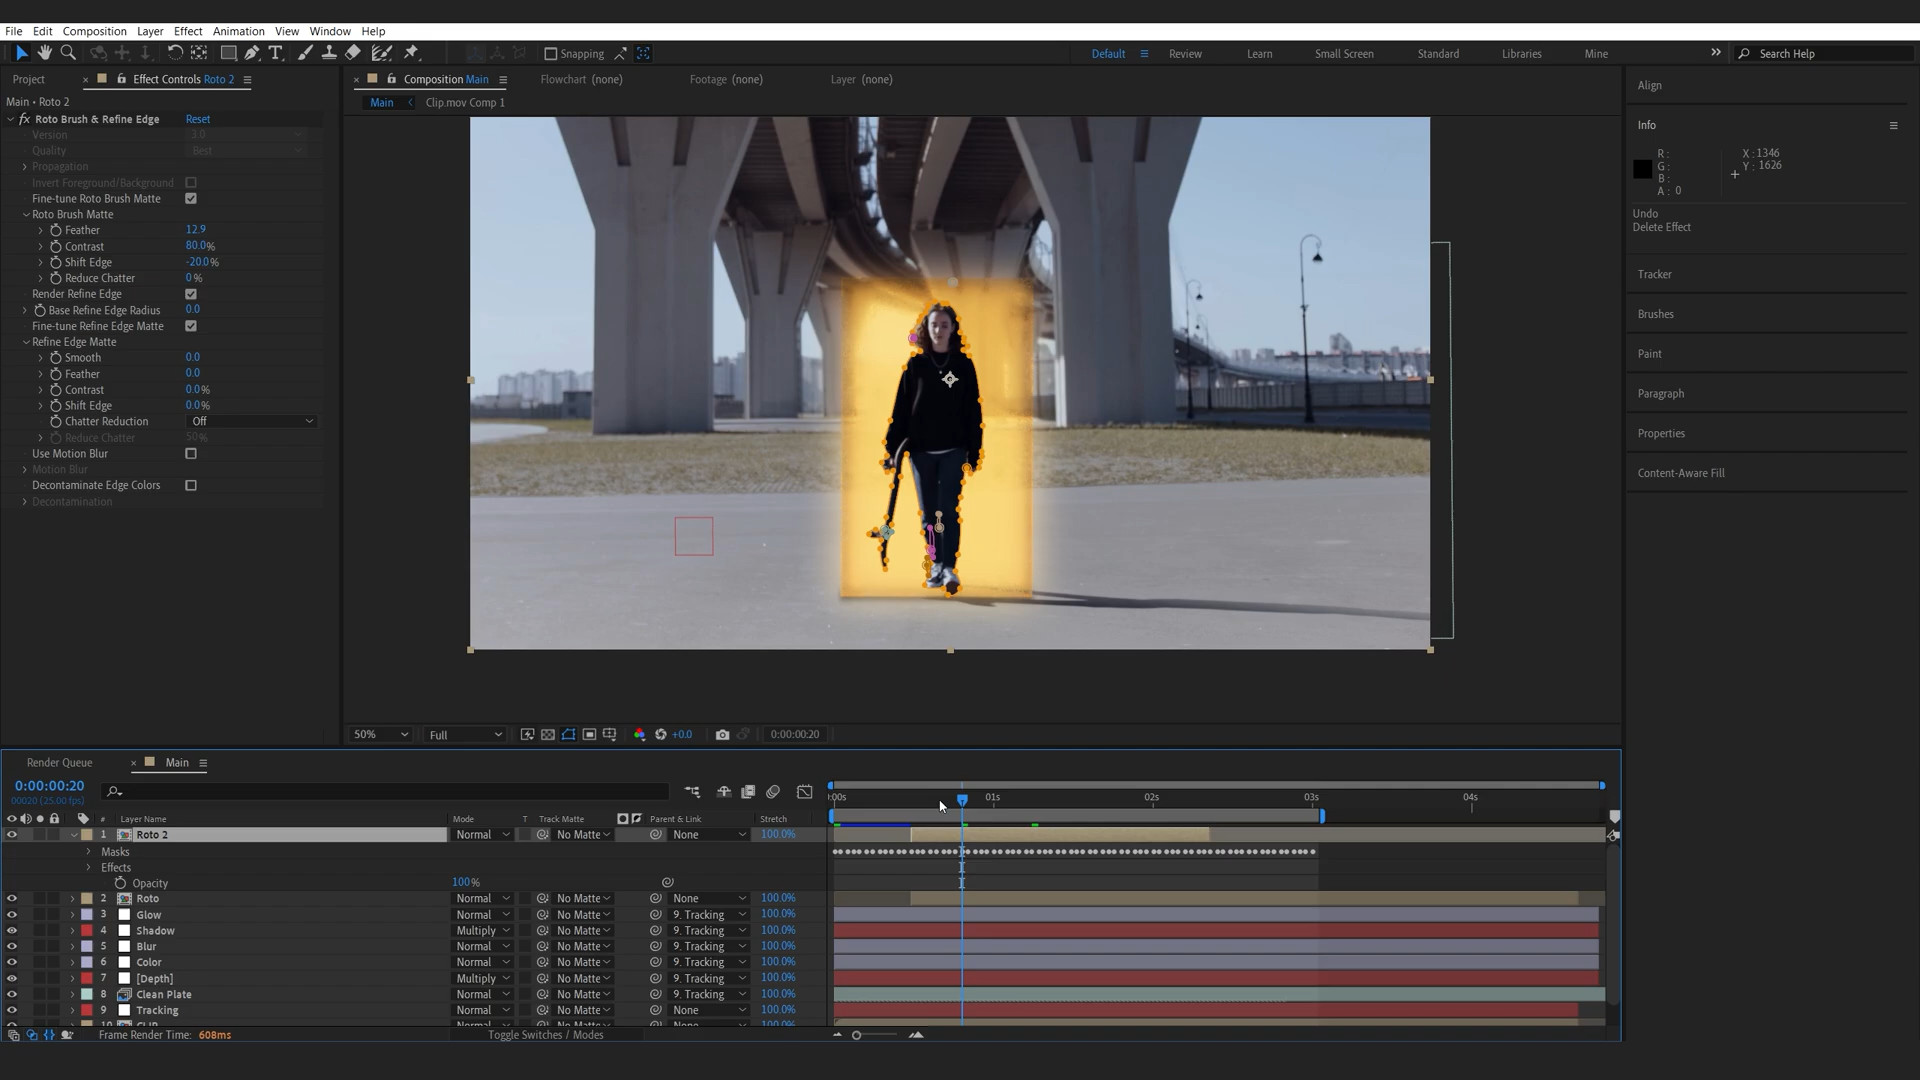 File Edit Composition Layer Effect Animation View Window Help
Snapping
Default Review Learn Small Screen Standard Libraries Mine
Search Help
Project
Effect Controls Roto 2
Composition Main
Flowchart (none)
Footage (none)
Layer (none)
Main • Roto 2
Main
Clip.mov Comp 1
fx Roto Brush & Refine Edge Reset
Version 3.0
Quality Best
Propagation
Invert Foreground/Background
Fine-tune Roto Brush Matte
Roto Brush Matte
Feather 12.9
Contrast 80.0%
Shift Edge -20.0%
Reduce Chatter 0%
Render Refine Edge
Base Refine Edge Radius 0.0
Fine-tune Refine Edge Matte
Refine Edge Matte
Smooth 0.0
Feather 0.0
Contrast 0.0%
Shift Edge 0.0%
Chatter Reduction Off
Reduce Chatter 50%
Use Motion Blur
Motion Blur
Decontaminate Edge Colors
Decontamination
Align
Info
R :
G :
B :
A : 0
X : 1346
Y : 1626
Undo
Delete Effect
Tracker
Brushes
Paint
Paragraph
Properties
Content-Aware Fill
50%
Full
+0.0
0:00:00:20
Render Queue
Main
0:00:00:20
00020 (25.00 fps)
:00s 01s 02s 03s 04s
# Layer Name Mode T Track Matte Parent & Link Stretch
1 Roto 2 Normal No Matte None 100.0%
Masks
Effects
Opacity 100%
2 Roto Normal No Matte None 100.0%
3 Glow Normal No Matte 9. Tracking 100.0%
4 Shadow Multiply No Matte 9. Tracking 100.0%
5 Blur Normal No Matte 9. Tracking 100.0%
6 Color Normal No Matte 9. Tracking 100.0%
7 [Depth] Multiply No Matte 9. Tracking 100.0%
8 Clean Plate Normal No Matte 9. Tracking 100.0%
9 Tracking Normal No Matte None 100.0%
Frame Render Time: 608ms
Toggle Switches / Modes